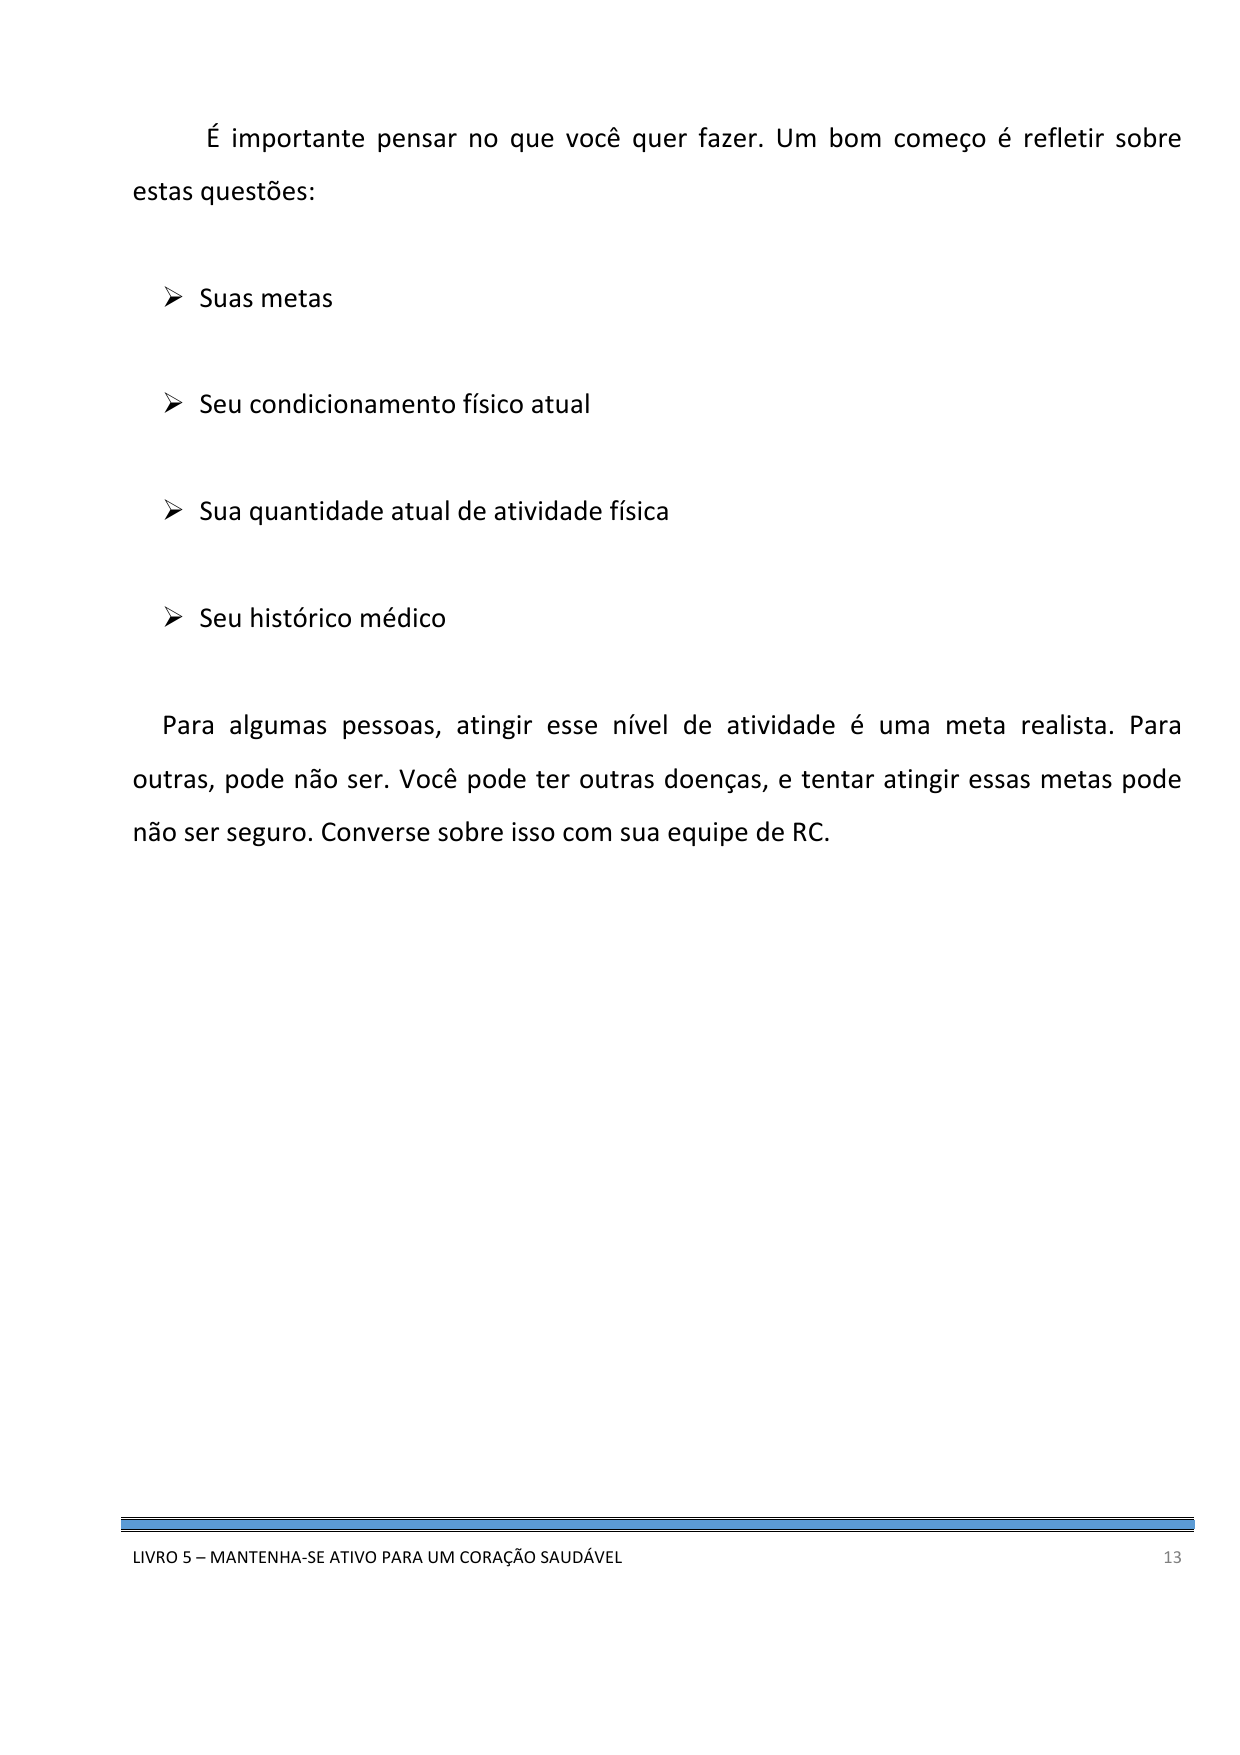 É importante pensar no que você quer fazer. Um bom começo é refletir sobre
estas questões:
➢ Suas metas
➢ Seu condicionamento físico atual
➢ Sua quantidade atual de atividade física
➢ Seu histórico médico
Para algumas pessoas, atingir esse nível de atividade é uma meta realista. Para
outras, pode não ser. Você pode ter outras doenças, e tentar atingir essas metas pode
não ser seguro. Converse sobre isso com sua equipe de RC.
LIVRO 5 – MANTENHA-SE ATIVO PARA UM CORAÇÃO SAUDÁVEL 13